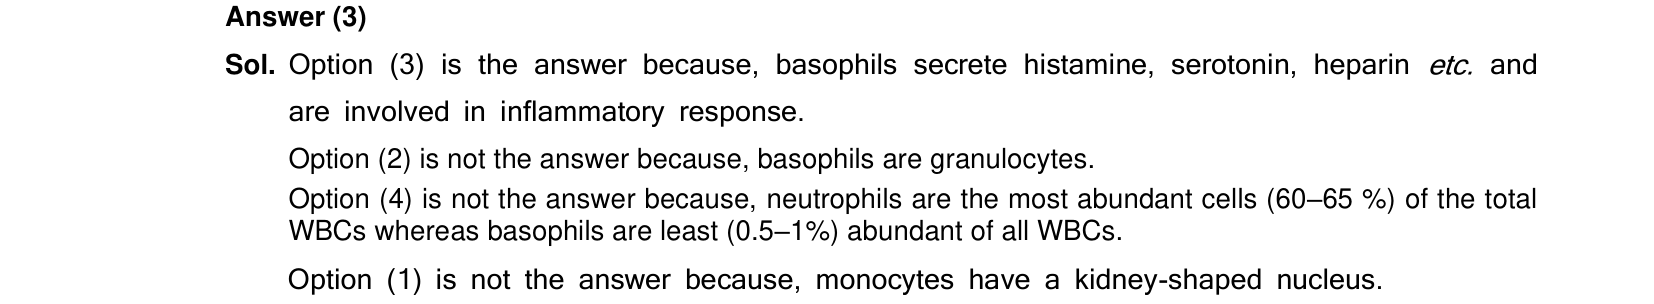 Answer (3)
Sol. Option (3) is the answer because, basophils secrete histamine, serotonin, heparin etc. and
are involved in inflammatory response.
Option (2) is not the answer because, basophils are granulocytes.
Option (4) is not the answer because, neutrophils are the most abundant cells (60–65 %) of the total
WBCs whereas basophils are least (0.5–1%) abundant of all WBCs.
Option (1) is not the answer because, monocytes have a kidney-shaped nucleus.